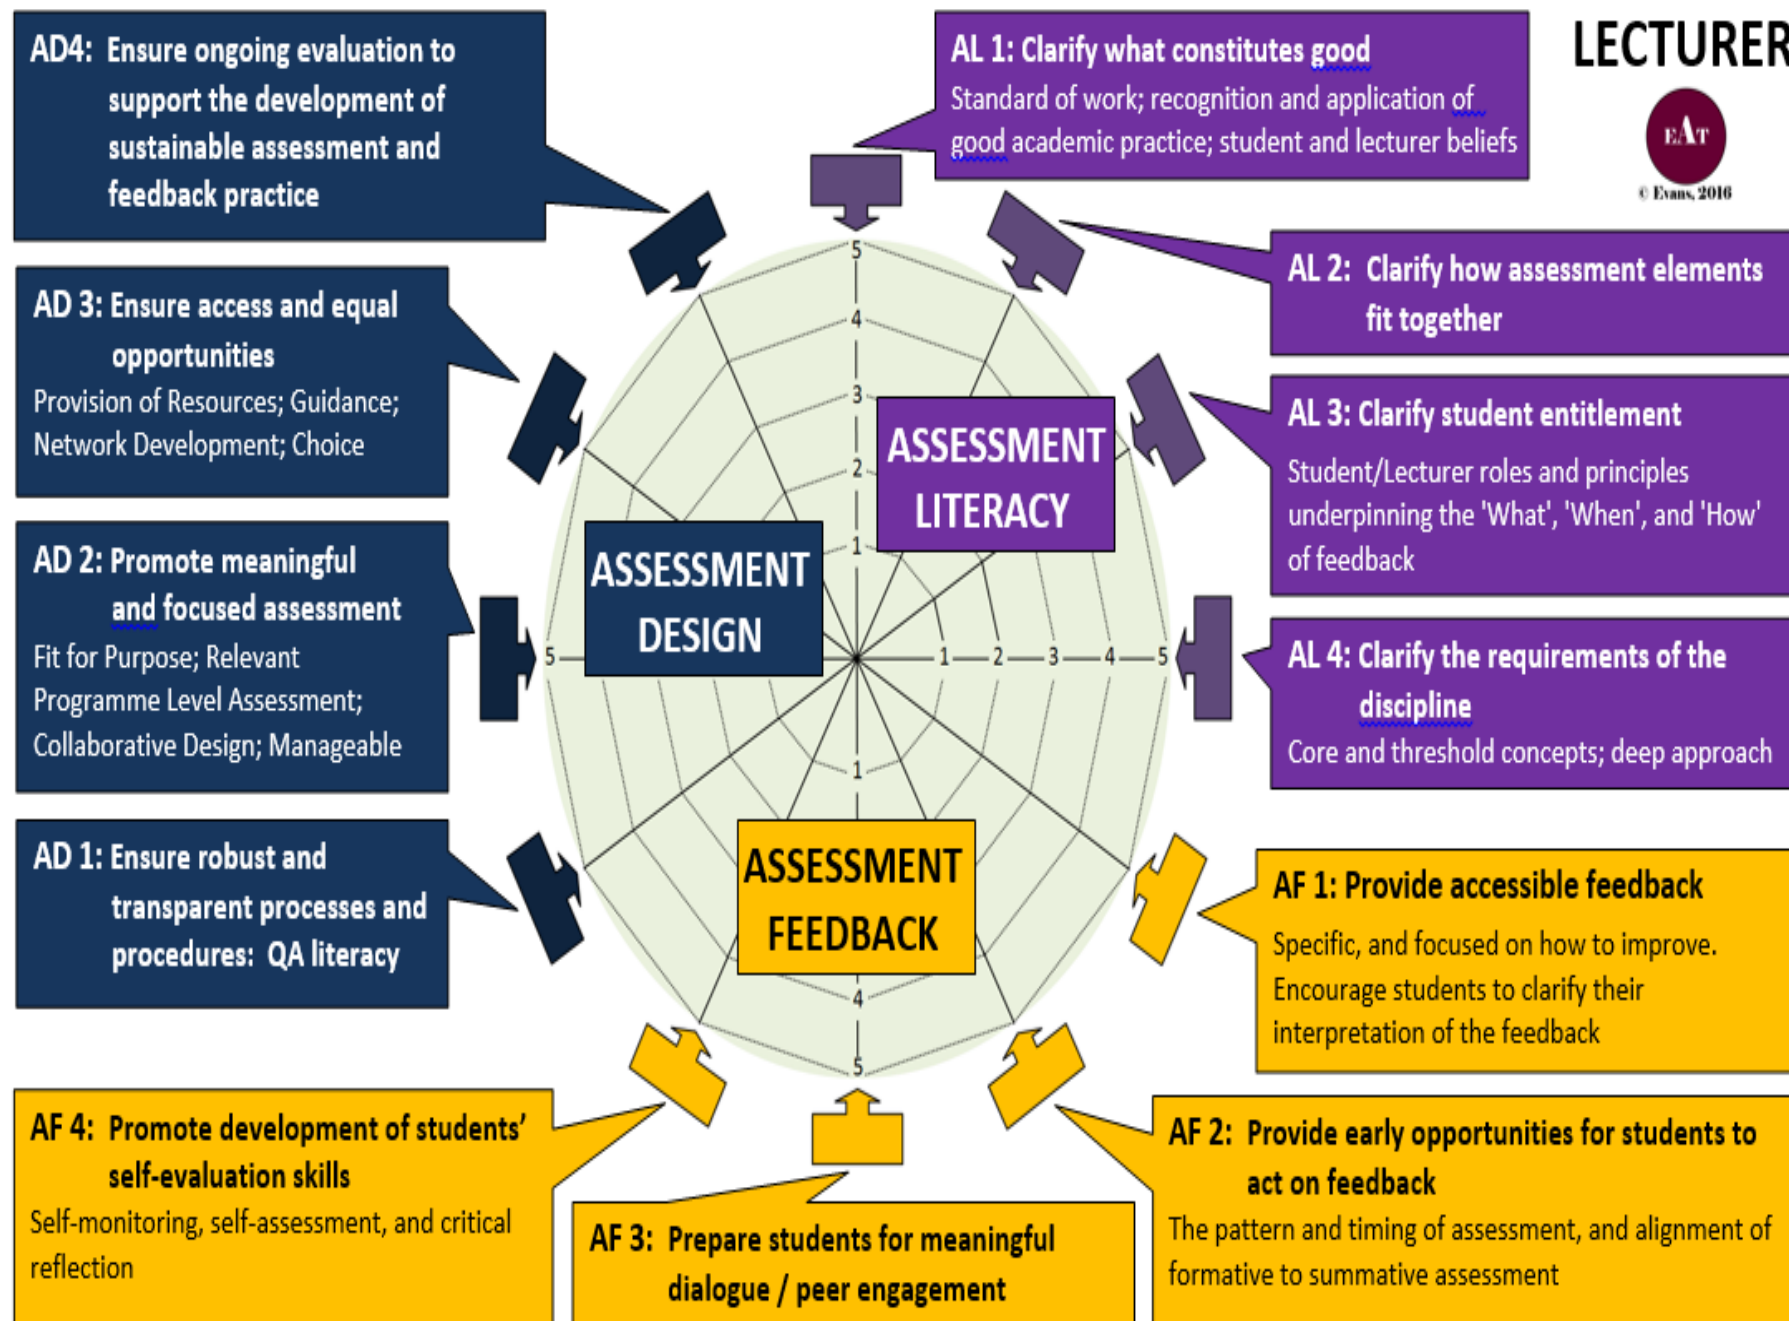 LECTURER
EAT
© Evans, 2016
AD4: Ensure ongoing evaluation to
support the development of
sustainable assessment and
feedback practice
AL 1: Clarify what constitutes good
Standard of work; recognition and application of
good academic practice; student and lecturer beliefs
AL 2: Clarify how assessment elements
fit together
AD 3: Ensure access and equal
opportunities
Provision of Resources; Guidance;
Network Development; Choice
AL 3: Clarify student entitlement
Student/Lecturer roles and principles
underpinning the 'What', 'When', and 'How'
of feedback
AD 2: Promote meaningful
and focused assessment
Fit for Purpose; Relevant
Programme Level Assessment;
Collaborative Design; Manageable
AL 4: Clarify the requirements of the
discipline
Core and threshold concepts; deep approach
AD 1: Ensure robust and
transparent processes and
procedures: QA literacy
AF 1: Provide accessible feedback
Specific, and focused on how to improve.
Encourage students to clarify their
interpretation of the feedback
AF 4: Promote development of students’
self-evaluation skills
Self-monitoring, self-assessment, and critical
reflection
AF 3: Prepare students for meaningful
dialogue / peer engagement
AF 2: Provide early opportunities for students to
act on feedback
The pattern and timing of assessment, and alignment of
formative to summative assessment
5
4
3
2
1
ASSESSMENT
LITERACY
ASSESSMENT
DESIGN
5
1 2 3 4 5
1
ASSESSMENT
FEEDBACK
4
5